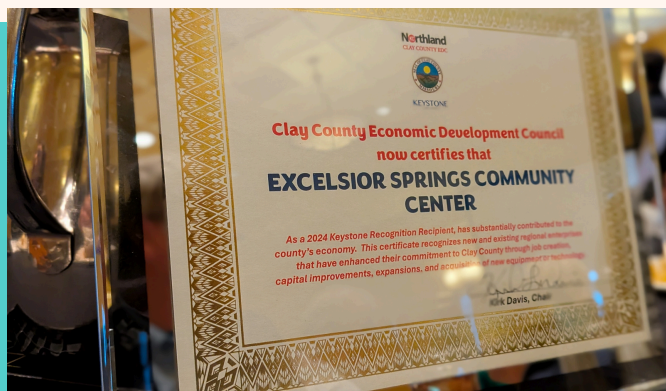 Northland
CLAY COUNTY EDC
KEYSTONE
Clay County Economic Development Council
now certifies that
EXCELSIOR SPRINGS COMMUNITY
CENTER
As a 2024 Keystone Recognition Recipient, has substantially contributed to the
county's economy. This certificate recognizes new and existing regional enterprises
that have enhanced their commitment to Clay County through job creation,
capital improvements, expansions, and acquisition of new equipment or technology.
Kirk Davis, Chair